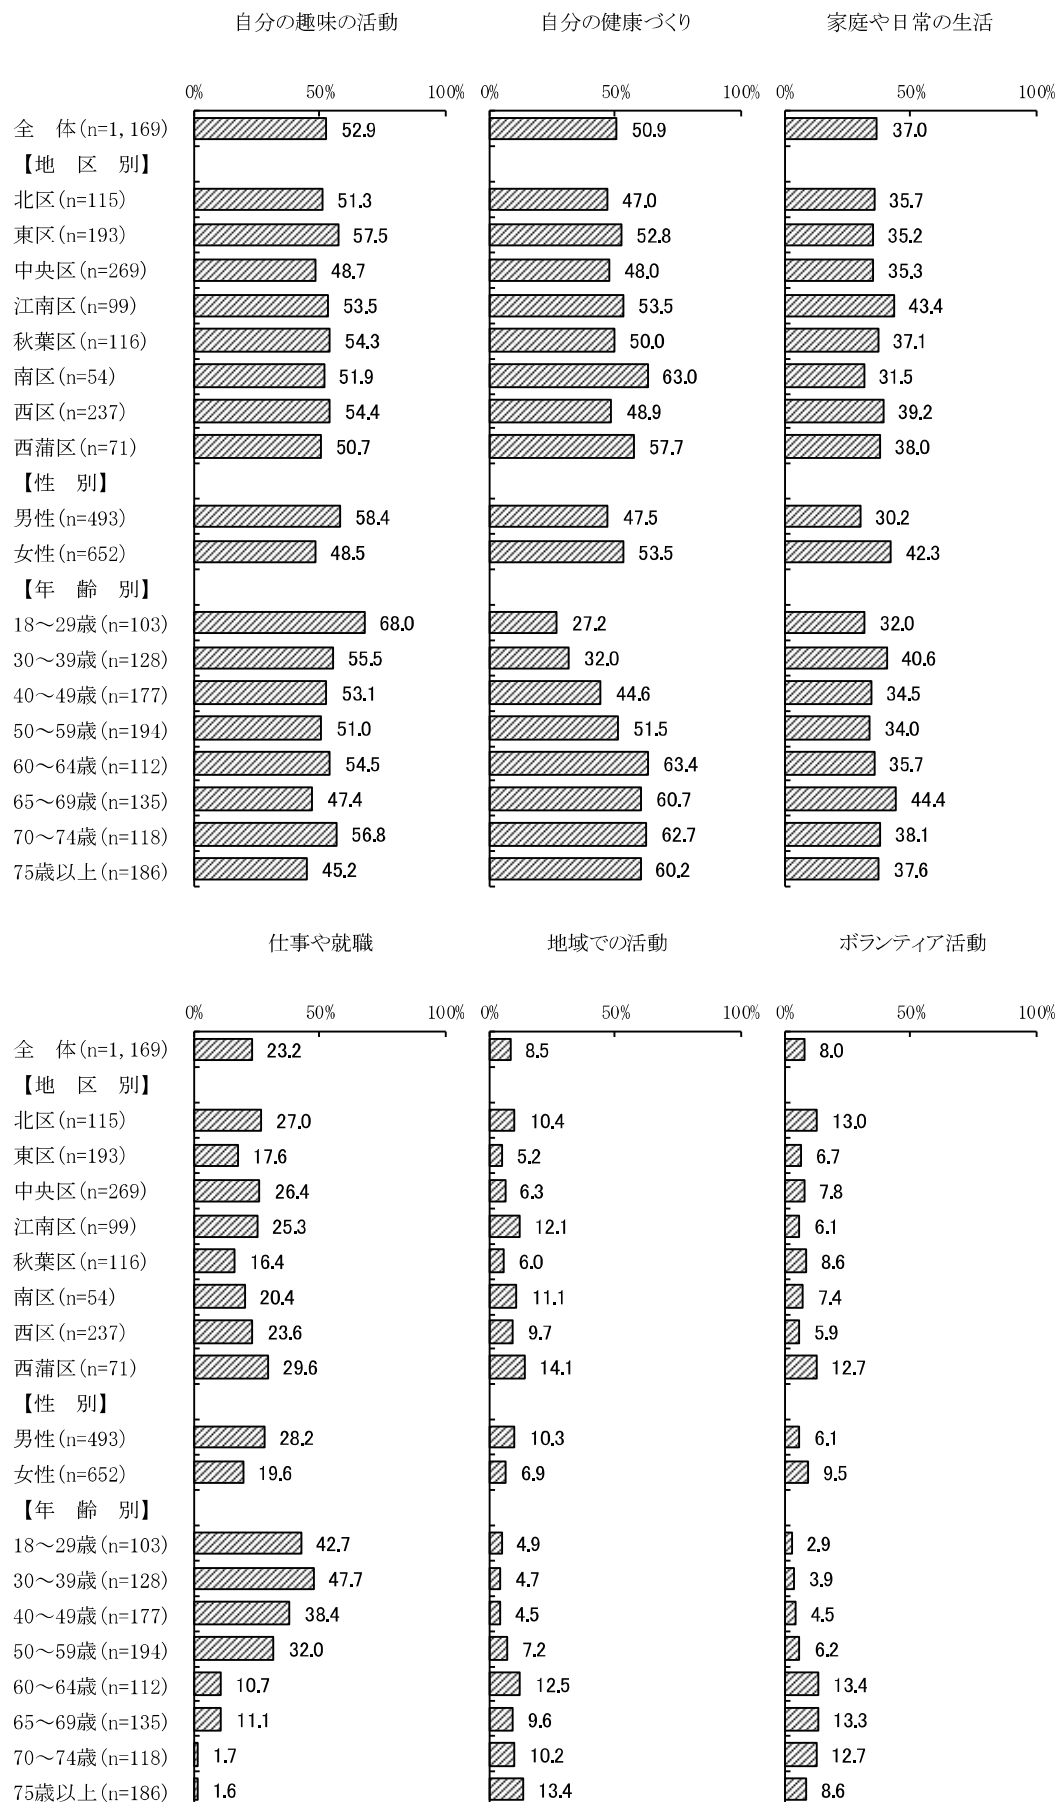 自分の趣味の活動 自分の健康づくり 家庭や日常の生活
0% 50% 100% 0% 50% 100% 0% 50% 100%
全 体(n=1,169) 52.9 50.9 37.0
【地 区 別】
北区(n=115) 51.3 47.0 35.7
東区(n=193) 57.5 52.8 35.2
中央区(n=269) 48.7 48.0 35.3
江南区(n=99) 53.5 53.5 43.4
秋葉区(n=116) 54.3 50.0 37.1
南区(n=54) 51.9 63.0 31.5
西区(n=237) 54.4 48.9 39.2
西蒲区(n=71) 50.7 57.7 38.0
【性 別】
男性(n=493) 58.4 47.5 30.2
女性(n=652) 48.5 53.5 42.3
【年 齢 別】
18～29歳(n=103) 68.0 27.2 32.0
30～39歳(n=128) 55.5 32.0 40.6
40～49歳(n=177) 53.1 44.6 34.5
50～59歳(n=194) 51.0 51.5 34.0
60～64歳(n=112) 54.5 63.4 35.7
65～69歳(n=135) 47.4 60.7 44.4
70～74歳(n=118) 56.8 62.7 38.1
75歳以上(n=186) 45.2 60.2 37.6
仕事や就職 地域での活動 ボランティア活動
0% 50% 100% 0% 50% 100% 0% 50% 100%
全 体(n=1,169) 23.2 8.5 8.0
【地 区 別】
北区(n=115) 27.0 10.4 13.0
東区(n=193) 17.6 5.2 6.7
中央区(n=269) 26.4 6.3 7.8
江南区(n=99) 25.3 12.1 6.1
秋葉区(n=116) 16.4 6.0 8.6
南区(n=54) 20.4 11.1 7.4
西区(n=237) 23.6 9.7 5.9
西蒲区(n=71) 29.6 14.1 12.7
【性 別】
男性(n=493) 28.2 10.3 6.1
女性(n=652) 19.6 6.9 9.5
【年 齢 別】
18～29歳(n=103) 42.7 4.9 2.9
30～39歳(n=128) 47.7 4.7 3.9
40～49歳(n=177) 38.4 4.5 4.5
50～59歳(n=194) 32.0 7.2 6.2
60～64歳(n=112) 10.7 12.5 13.4
65～69歳(n=135) 11.1 9.6 13.3
70～74歳(n=118) 1.7 10.2 12.7
75歳以上(n=186) 1.6 13.4 8.6